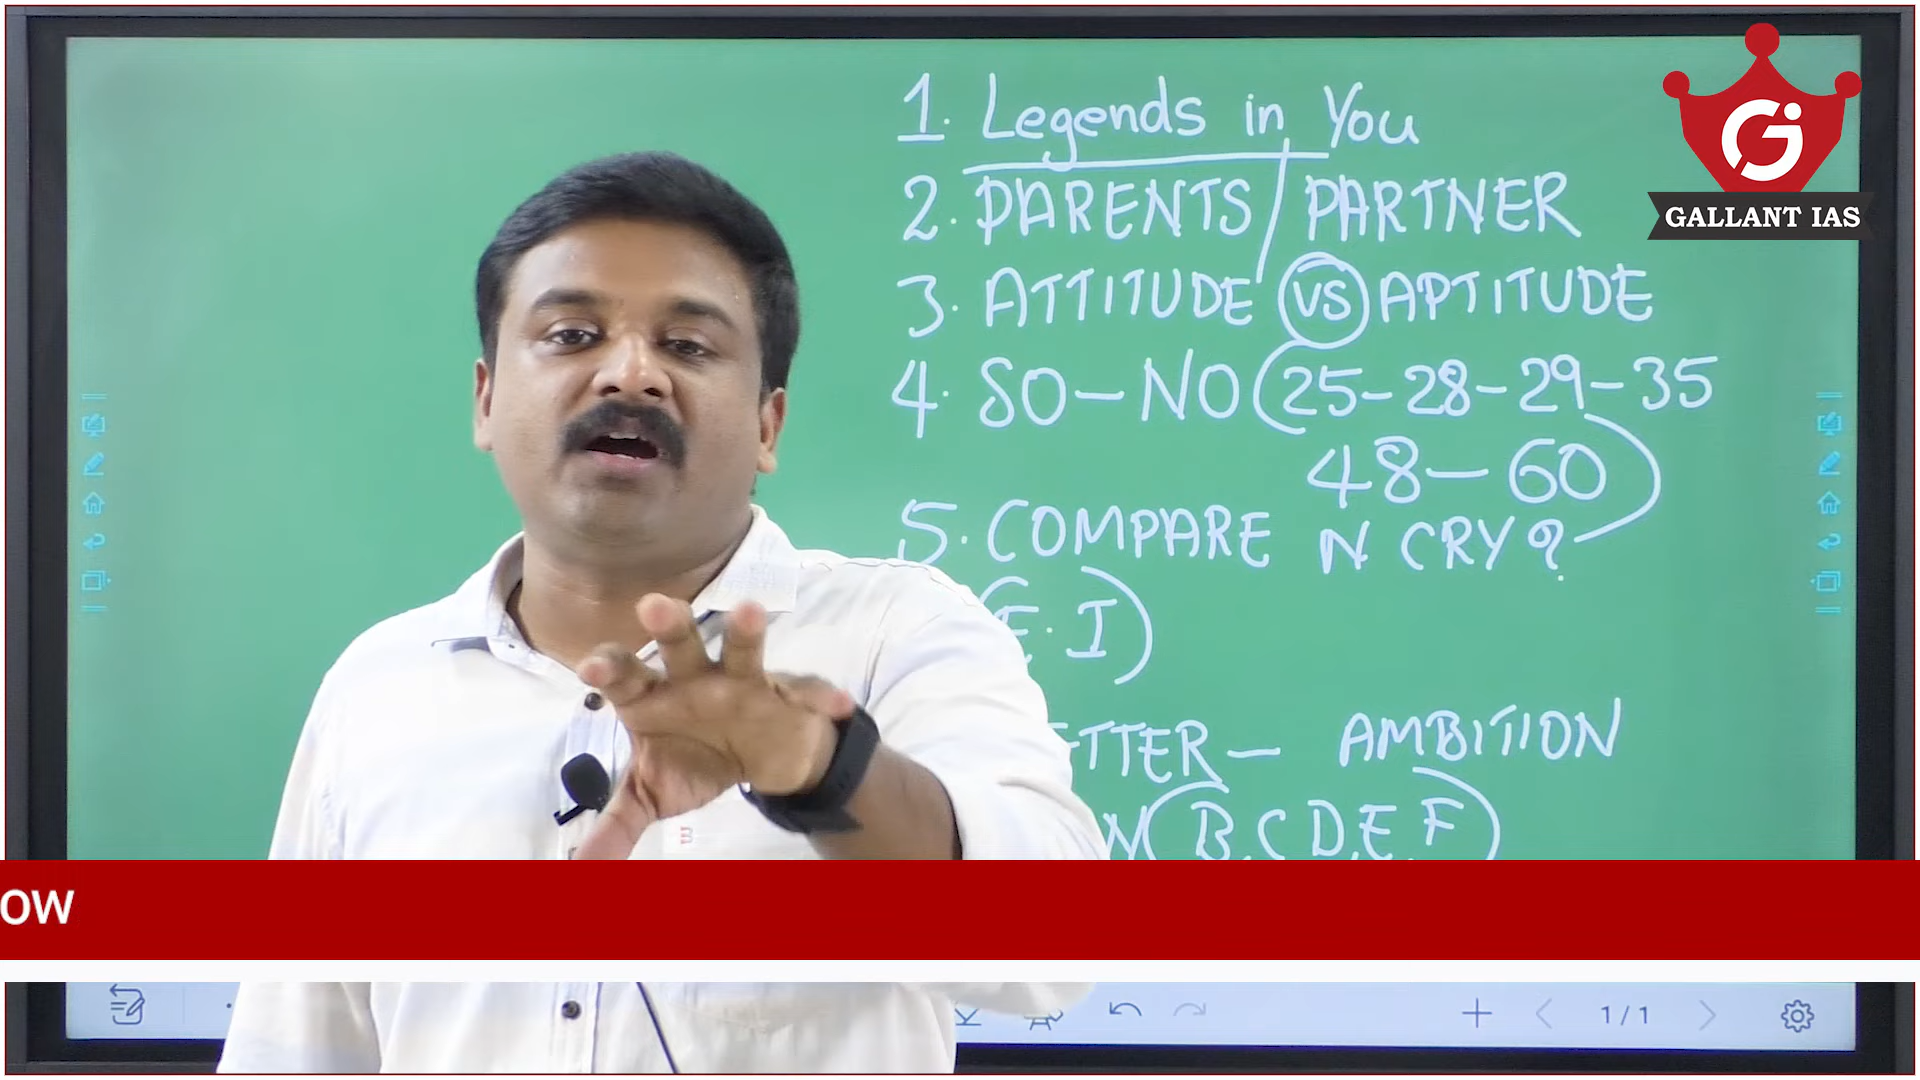 1. Legends in You
2. PARENTS / PARTNER
3. ATTITUDE VS APTITUDE
4. SO - NO (25-28-29-35
48-60)
5. COMPARE N CRY?
(E.I)
ETTER - AMBITION
N (B,C,D,E,F)
GALLANT IAS
OW
1/1